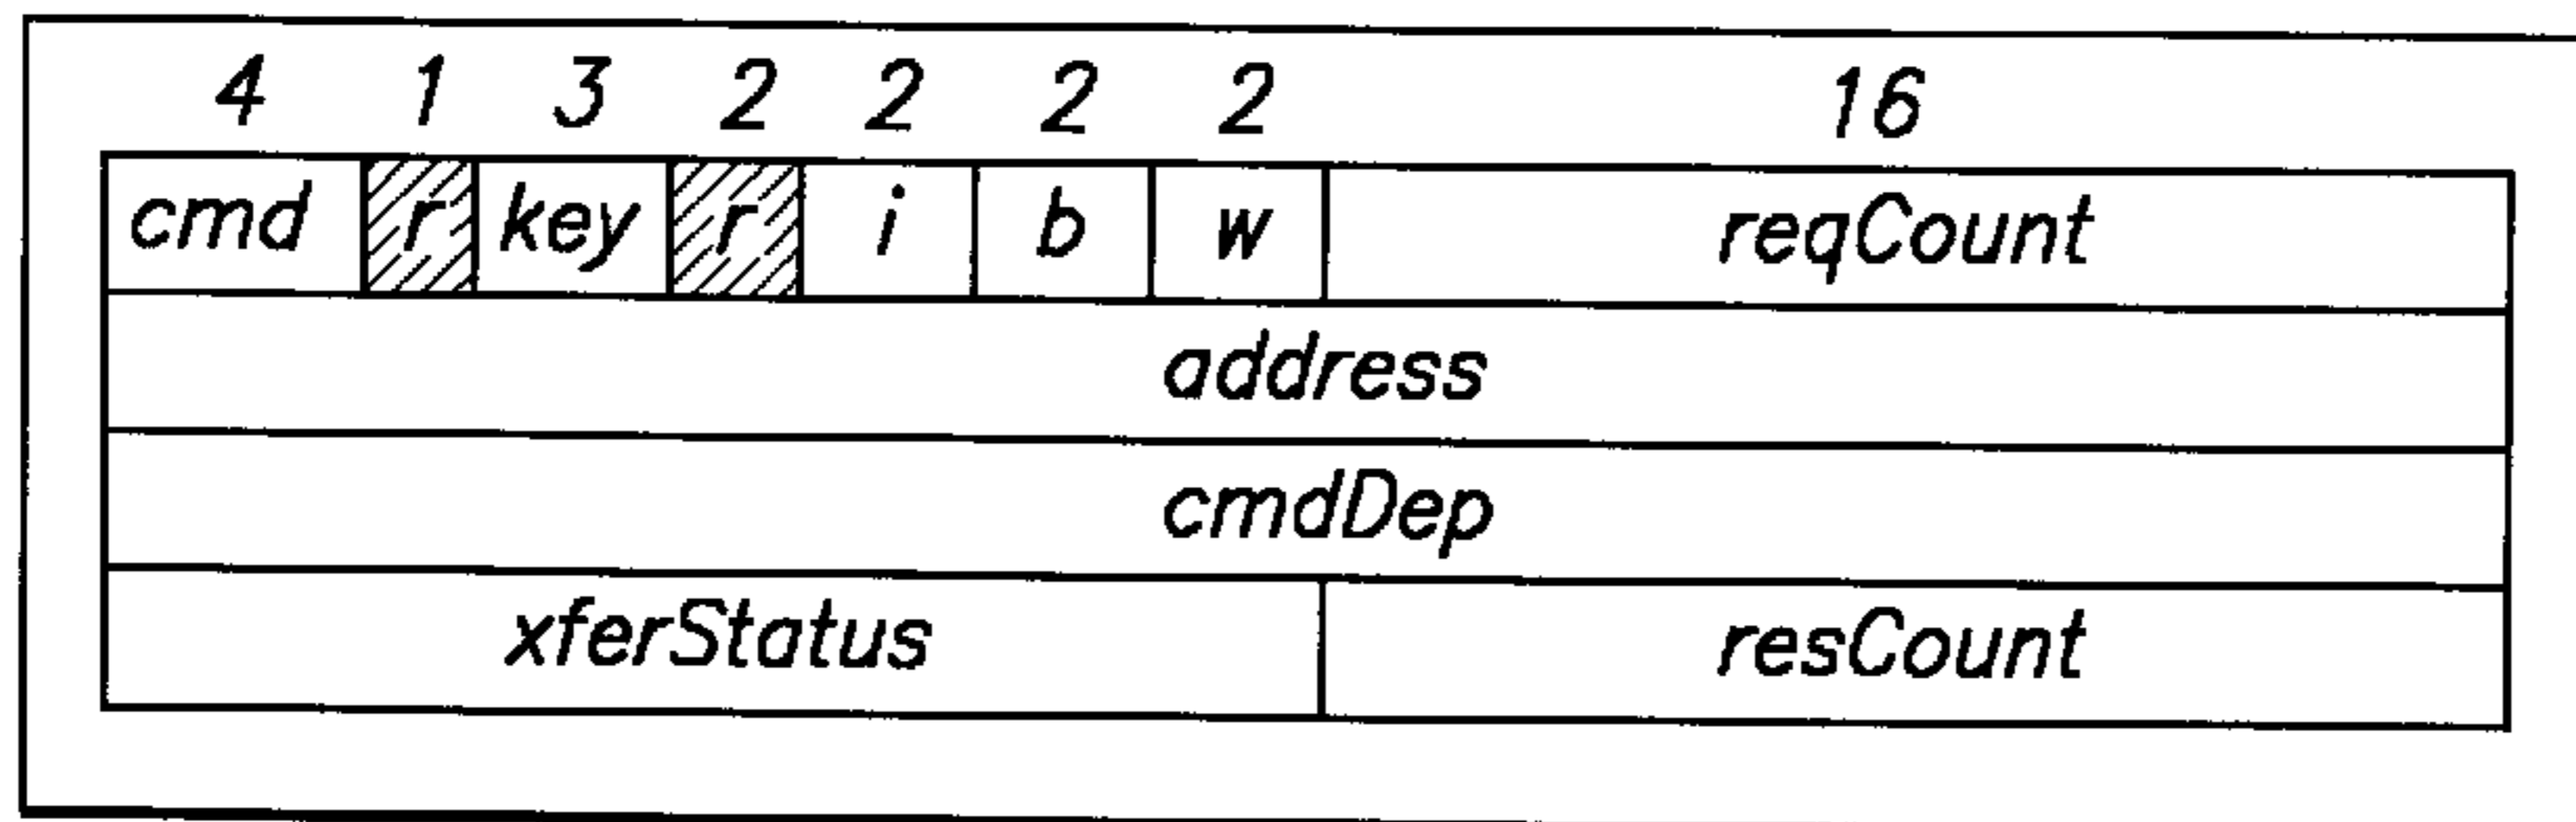 4 1 3 2 2 2 2 16
cmd r key r i b w reqCount
address
cmdDep
xferStatus resCount